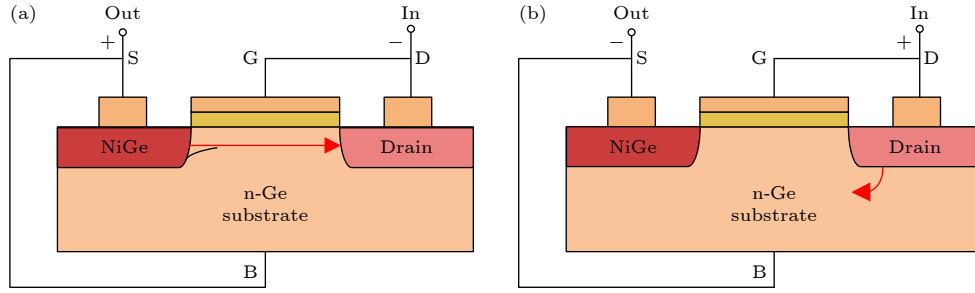 (a)
Out
In
+
−
S
G
D
NiGe
Drain
n-Ge
substrate
B
(b)
Out
In
−
+
S
G
D
NiGe
Drain
n-Ge
substrate
B